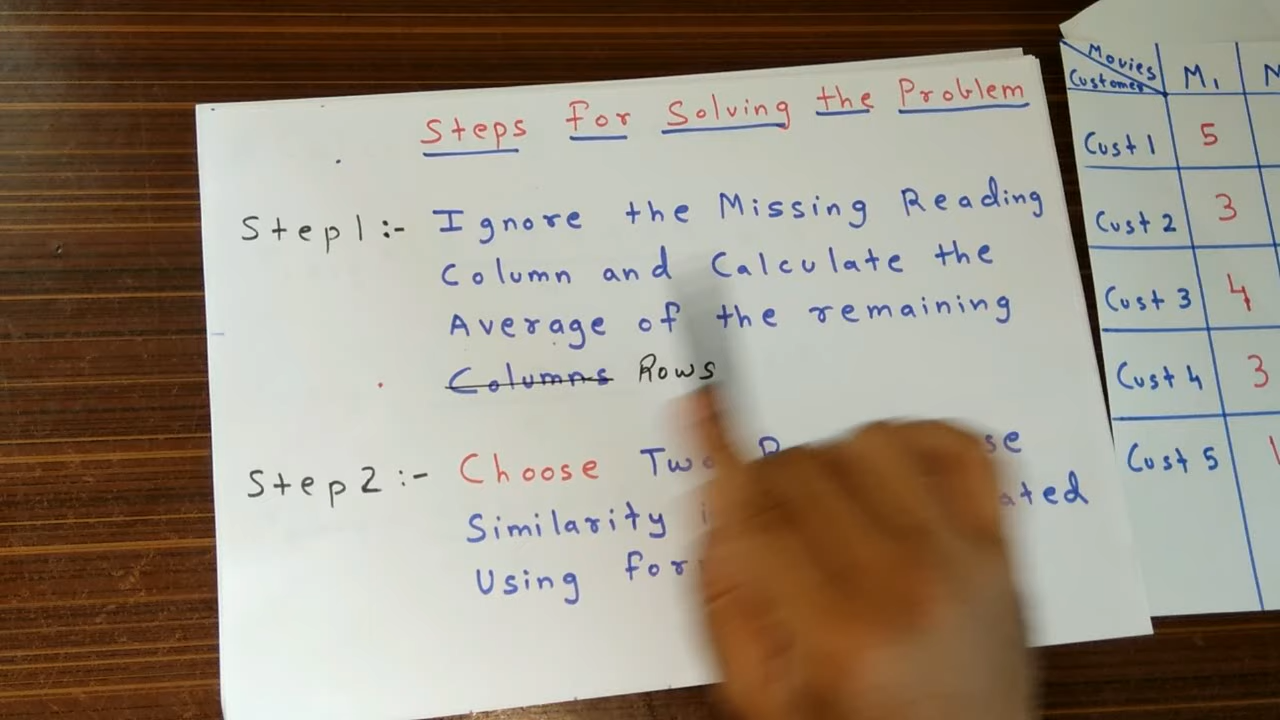 Steps for Solving the Problem
Step1:- Ignore the Missing Reading
Column and Calculate the
Average of the remaining
Columns Rows
Step2:- Choose Two
Similarity
Using
Movies
Customer
M1
Cust 1 5
Cust 2 3
Cust 3 4
Cust 4 3
Cust 5 1